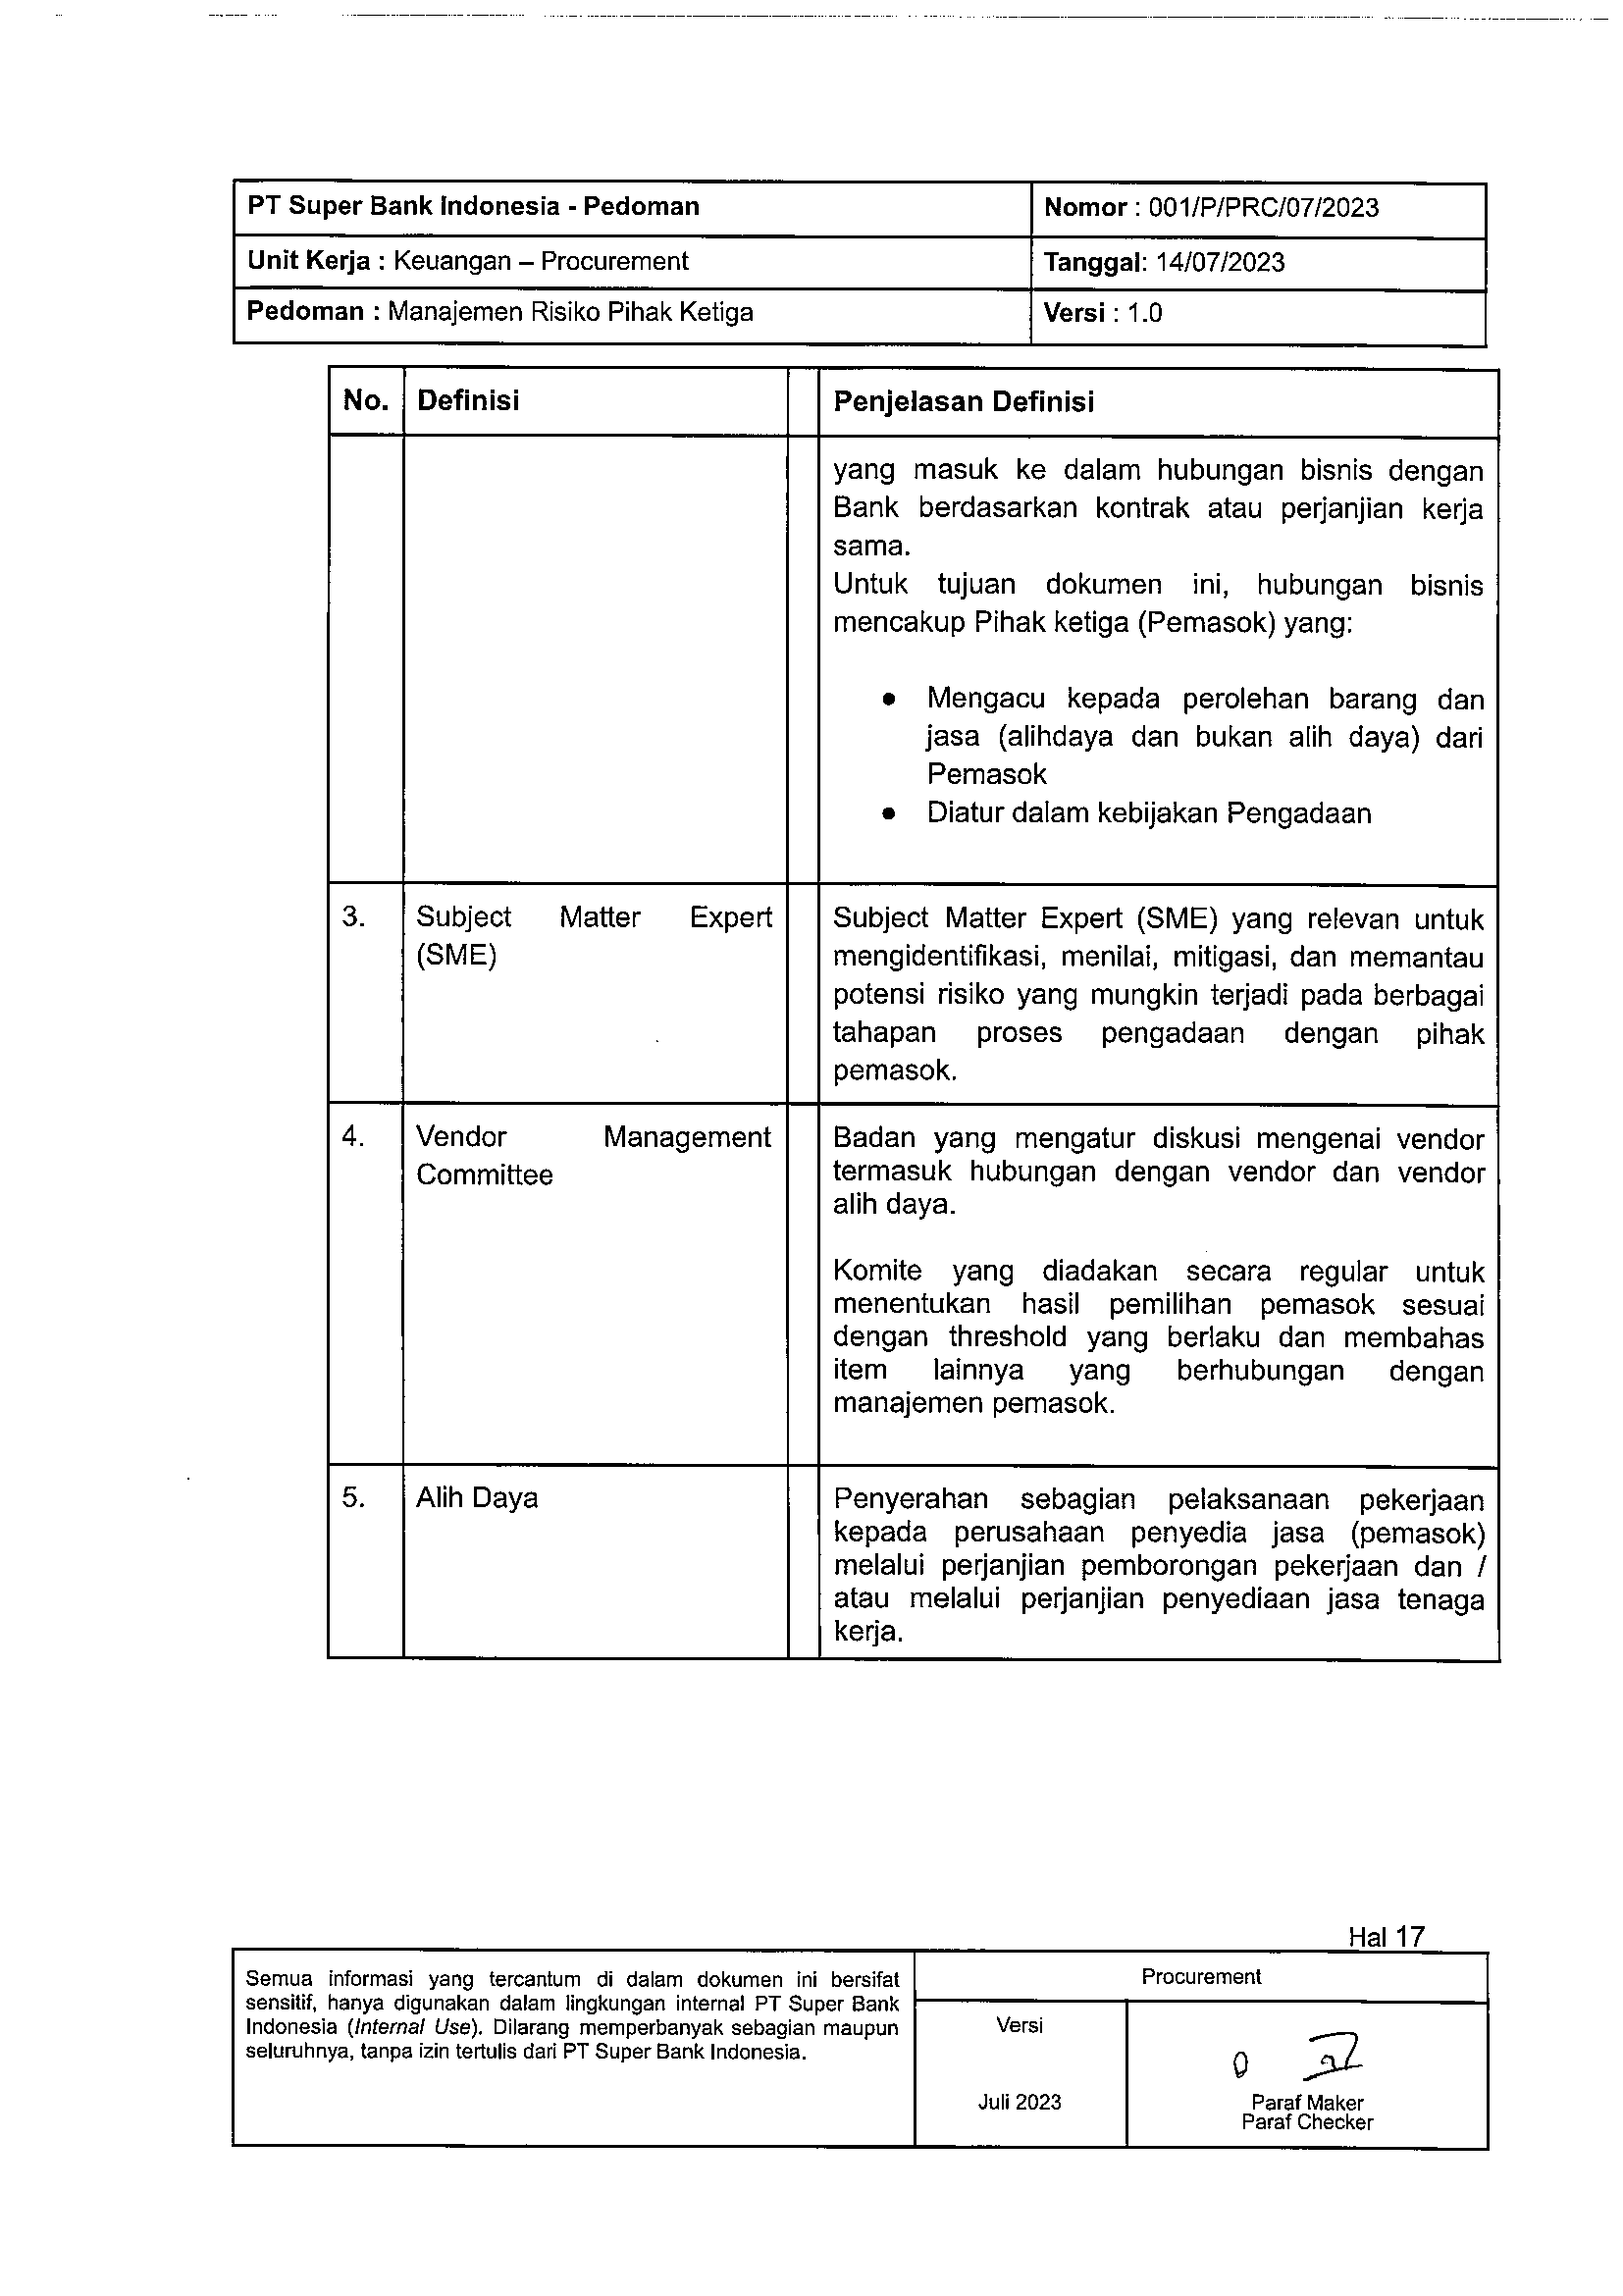 PT Super Bank Indonesia - Pedoman
Nomor : 001/P/PRC/07/2023
Unit Kerja : Keuangan – Procurement
Tanggal: 14/07/2023
Pedoman : Manajemen Risiko Pihak Ketiga
Versi : 1.0
No. Definisi Penjelasan Definisi
yang masuk ke dalam hubungan bisnis dengan
Bank berdasarkan kontrak atau perjanjian kerja
sama.
Untuk tujuan dokumen ini, hubungan bisnis
mencakup Pihak ketiga (Pemasok) yang:
● Mengacu kepada perolehan barang dan
jasa (alihdaya dan bukan alih daya) dari
Pemasok
● Diatur dalam kebijakan Pengadaan
3. Subject Matter Expert
(SME)
Subject Matter Expert (SME) yang relevan untuk
mengidentifikasi, menilai, mitigasi, dan memantau
potensi risiko yang mungkin terjadi pada berbagai
tahapan proses pengadaan dengan pihak
pemasok.
4. Vendor Management
Committee
Badan yang mengatur diskusi mengenai vendor
termasuk hubungan dengan vendor dan vendor
alih daya.
Komite yang diadakan secara regular untuk
menentukan hasil pemilihan pemasok sesuai
dengan threshold yang berlaku dan membahas
item lainnya yang berhubungan dengan
manajemen pemasok.
5. Alih Daya
Penyerahan sebagian pelaksanaan pekerjaan
kepada perusahaan penyedia jasa (pemasok)
melalui perjanjian pemborongan pekerjaan dan /
atau melalui perjanjian penyediaan jasa tenaga
kerja.
Hal 17
Semua informasi yang tercantum di dalam dokumen ini bersifat
sensitif, hanya digunakan dalam lingkungan internal PT Super Bank
Indonesia (Internal Use). Dilarang memperbanyak sebagian maupun
seluruhnya, tanpa izin tertulis dari PT Super Bank Indonesia.
Procurement
Versi
Juli 2023
Paraf Maker
Paraf Checker